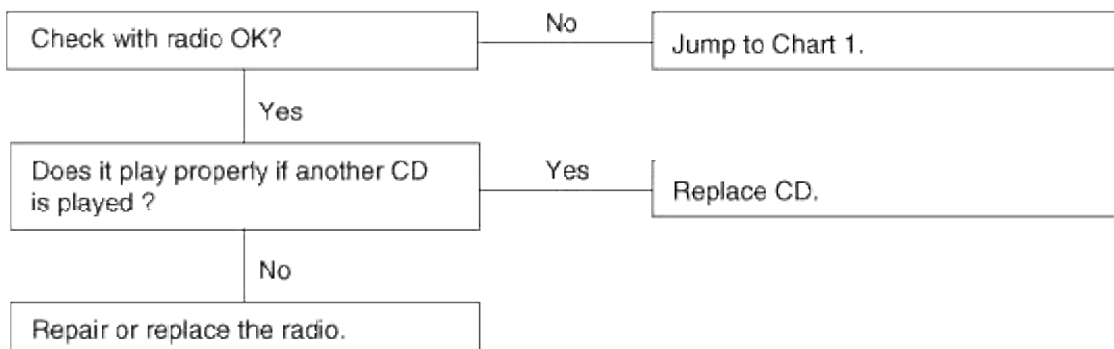 Check with radio OK?
No
Jump to Chart 1.
Yes
Does it play property if another CD
is played ?
Yes
Replace CD.
No
Repair or replace the radio.